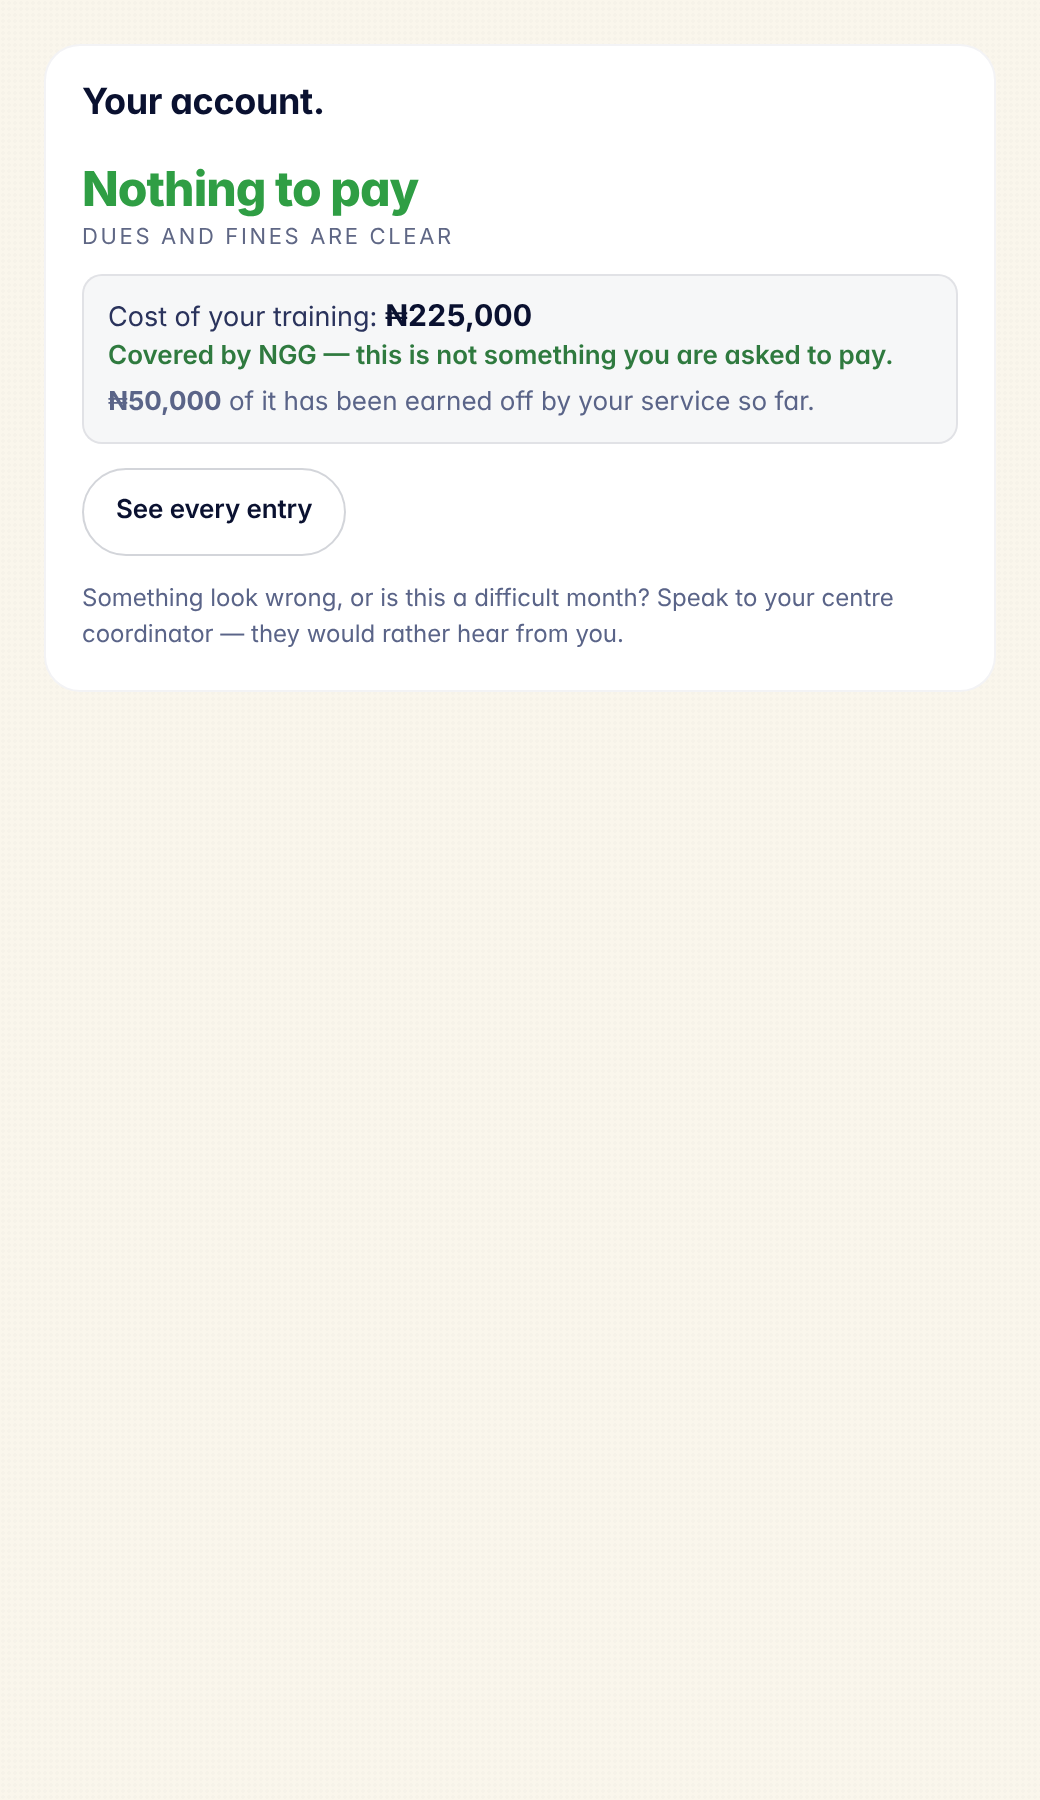 Your account.
Nothing to pay
DUES AND FINES ARE CLEAR
Cost of your training: ₦225,000
Covered by NGG — this is not something you are asked to pay.
₦50,000 of it has been earned off by your service so far.
See every entry
Something look wrong, or is this a difficult month? Speak to your centre
coordinator — they would rather hear from you.